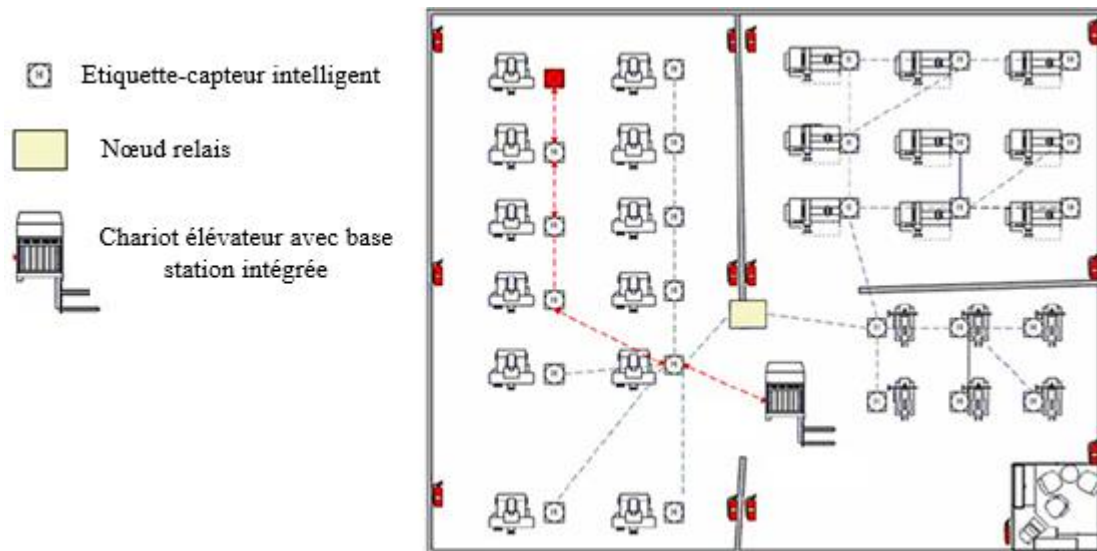 Etiquette-capteur intelligent
Nœud relais
Chariot élévateur avec base
station intégrée